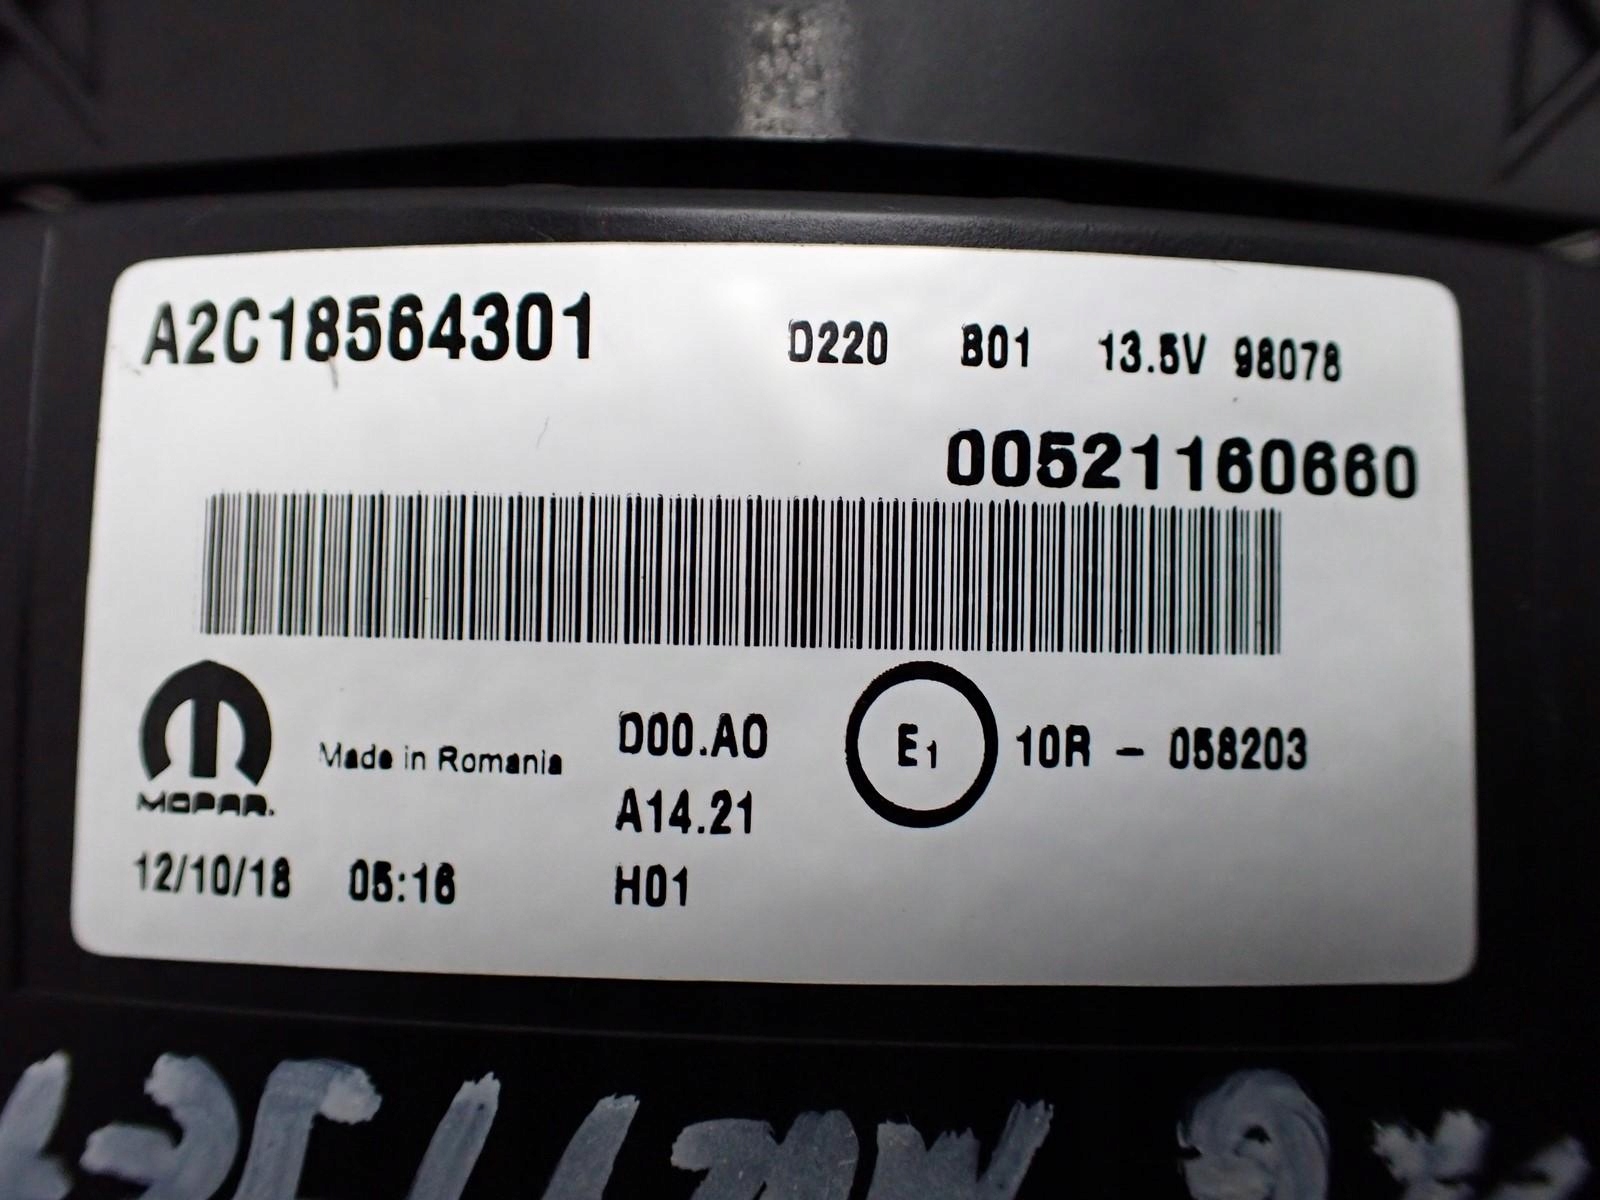 A2C18564301 D220 B01 13.5V 98078
00521160660
MOPAR.
Made in Romania
D00.A0
E1 10R - 058203
A14.21
12/10/18 05:16 H01